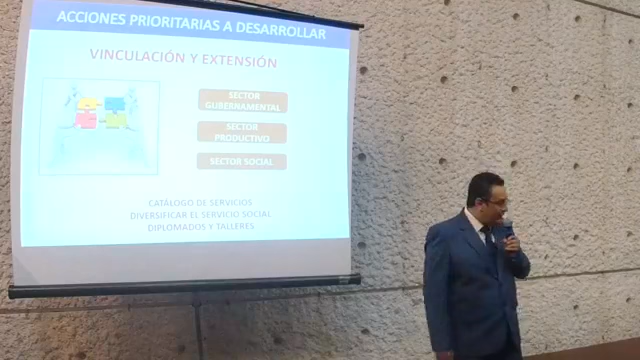 ACCIONES PRIORITARIAS A DESARROLLAR
VINCULACIÓN Y EXTENSIÓN
SECTOR
GUBERNAMENTAL
SECTOR
PRODUCTIVO
SECTOR SOCIAL
CATÁLOGO DE SERVICIOS
DIVERSIFICAR EL SERVICIO SOCIAL
DIPLOMADOS Y TALLERES